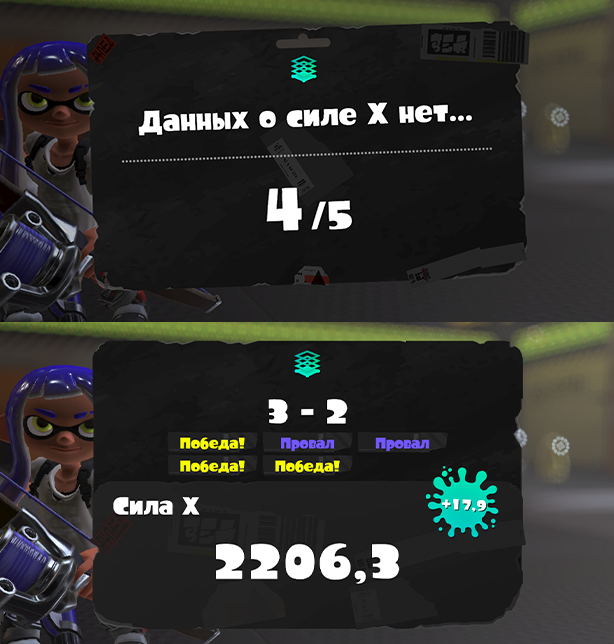 Данных о силе X нет...
4/5
3 - 2
Победа! Провал Провал
Победа! Победа!
Сила X
+17,9
2206,3